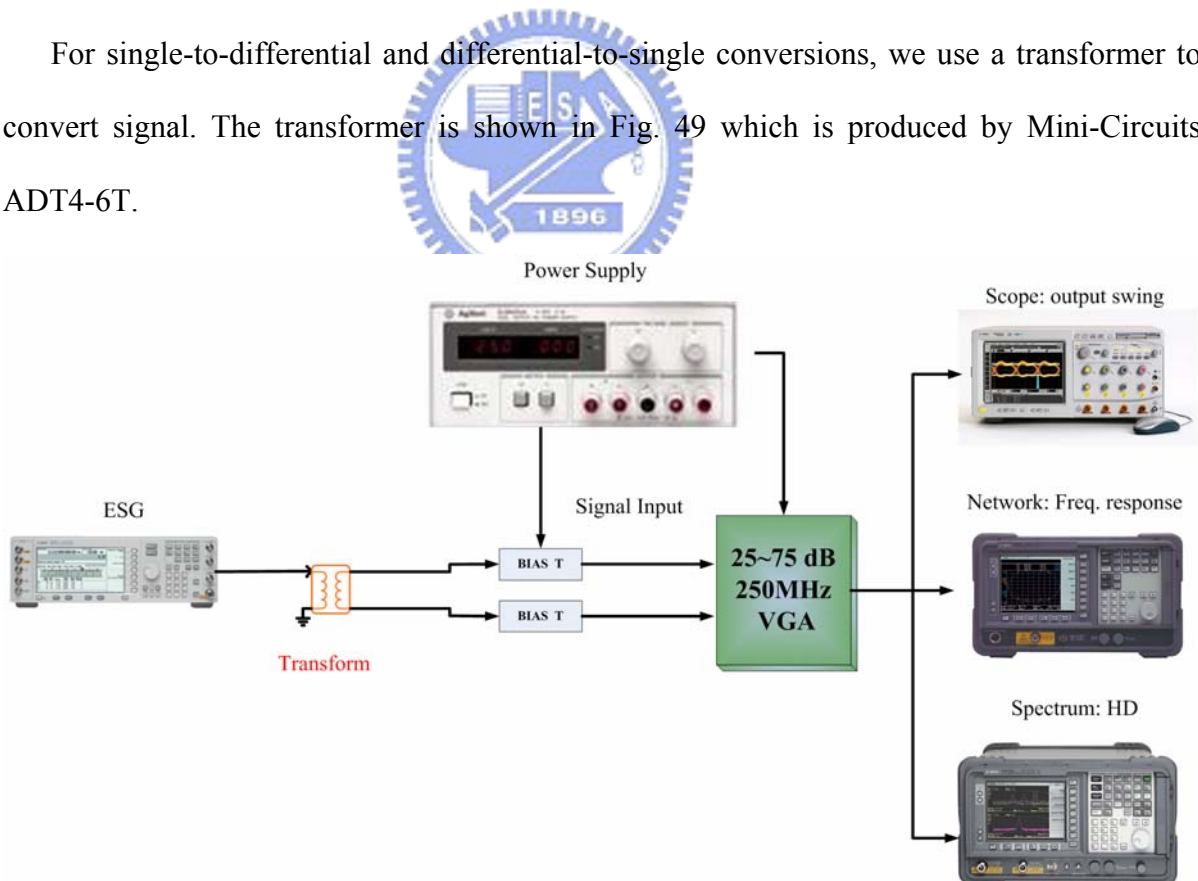 For single-to-differential and differential-to-single conversions, we use a transformer to
convert signal. The transformer is shown in Fig. 49 which is produced by Mini-Circuits
ADT4-6T.
E S
1896
Power Supply
Agilent
Scope: output swing
ESG
Signal Input
Network: Freq. response
BIAS T
BIAS T
25~75 dB
250MHz
VGA
Transform
Spectrum: HD